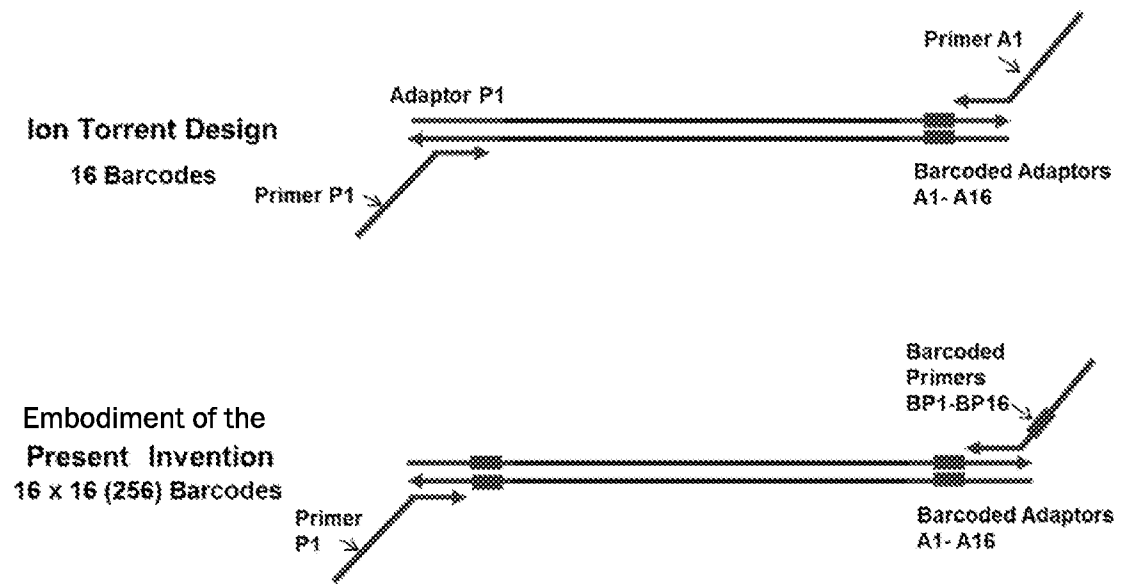 Primer A1
Adaptor P1
Ion Torrent Design
16 Barcodes
Primer P1
Barcoded Adaptors
A1- A16
Barcoded
Primers
BP1-BP16
Embodiment of the
Present Invention
16 x 16 (256) Barcodes
Primer
P1
Barcoded Adaptors
A1- A16